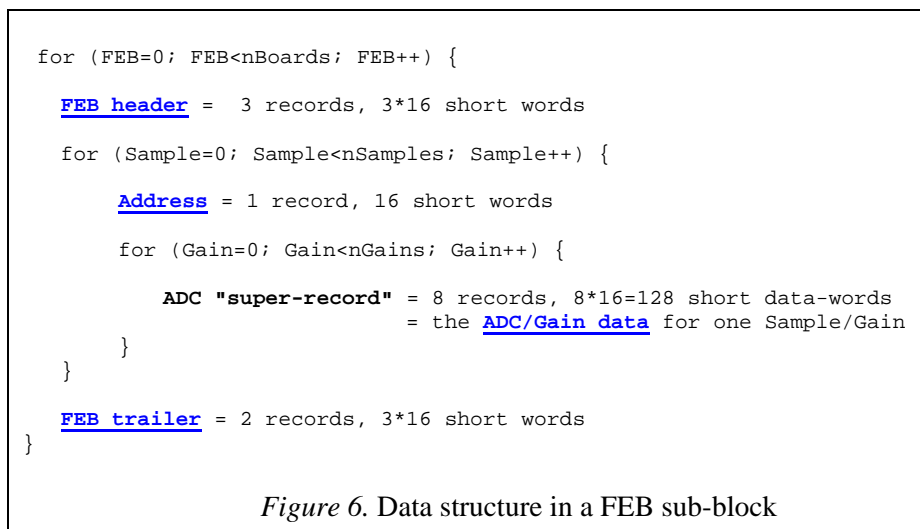 for (FEB=0; FEB<nBoards; FEB++) {
FEB header = 3 records, 3*16 short words
for (Sample=0; Sample<nSamples; Sample++) {
Address = 1 record, 16 short words
for (Gain=0; Gain<nGains; Gain++) {
ADC "super-record" = 8 records, 8*16=128 short data-words
= the ADC/Gain data for one Sample/Gain
}
}
FEB trailer = 2 records, 3*16 short words
}
Figure 6. Data structure in a FEB sub-block